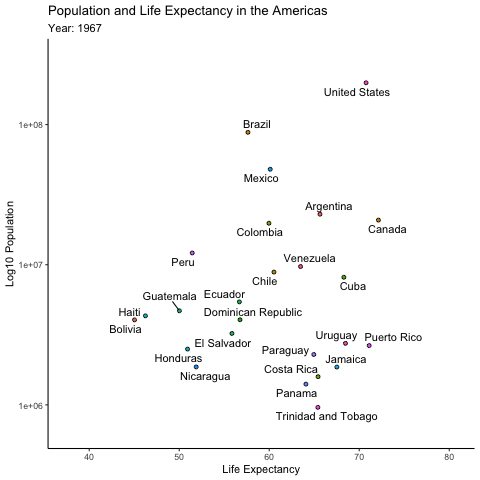 Population and Life Expectancy in the Americas
Year: 1967
United States
Brazil
Mexico
Argentina
Canada
Colombia
Peru
Venezuela
Chile
Cuba
Guatemala
Ecuador
Haiti
Dominican Republic
Bolivia
El Salvador
Uruguay
Puerto Rico
Honduras
Paraguay
Jamaica
Nicaragua
Costa Rica
Panama
Trinidad and Tobago
1e+08
1e+07
1e+06
Log10 Population
40 50 60 70 80
Life Expectancy